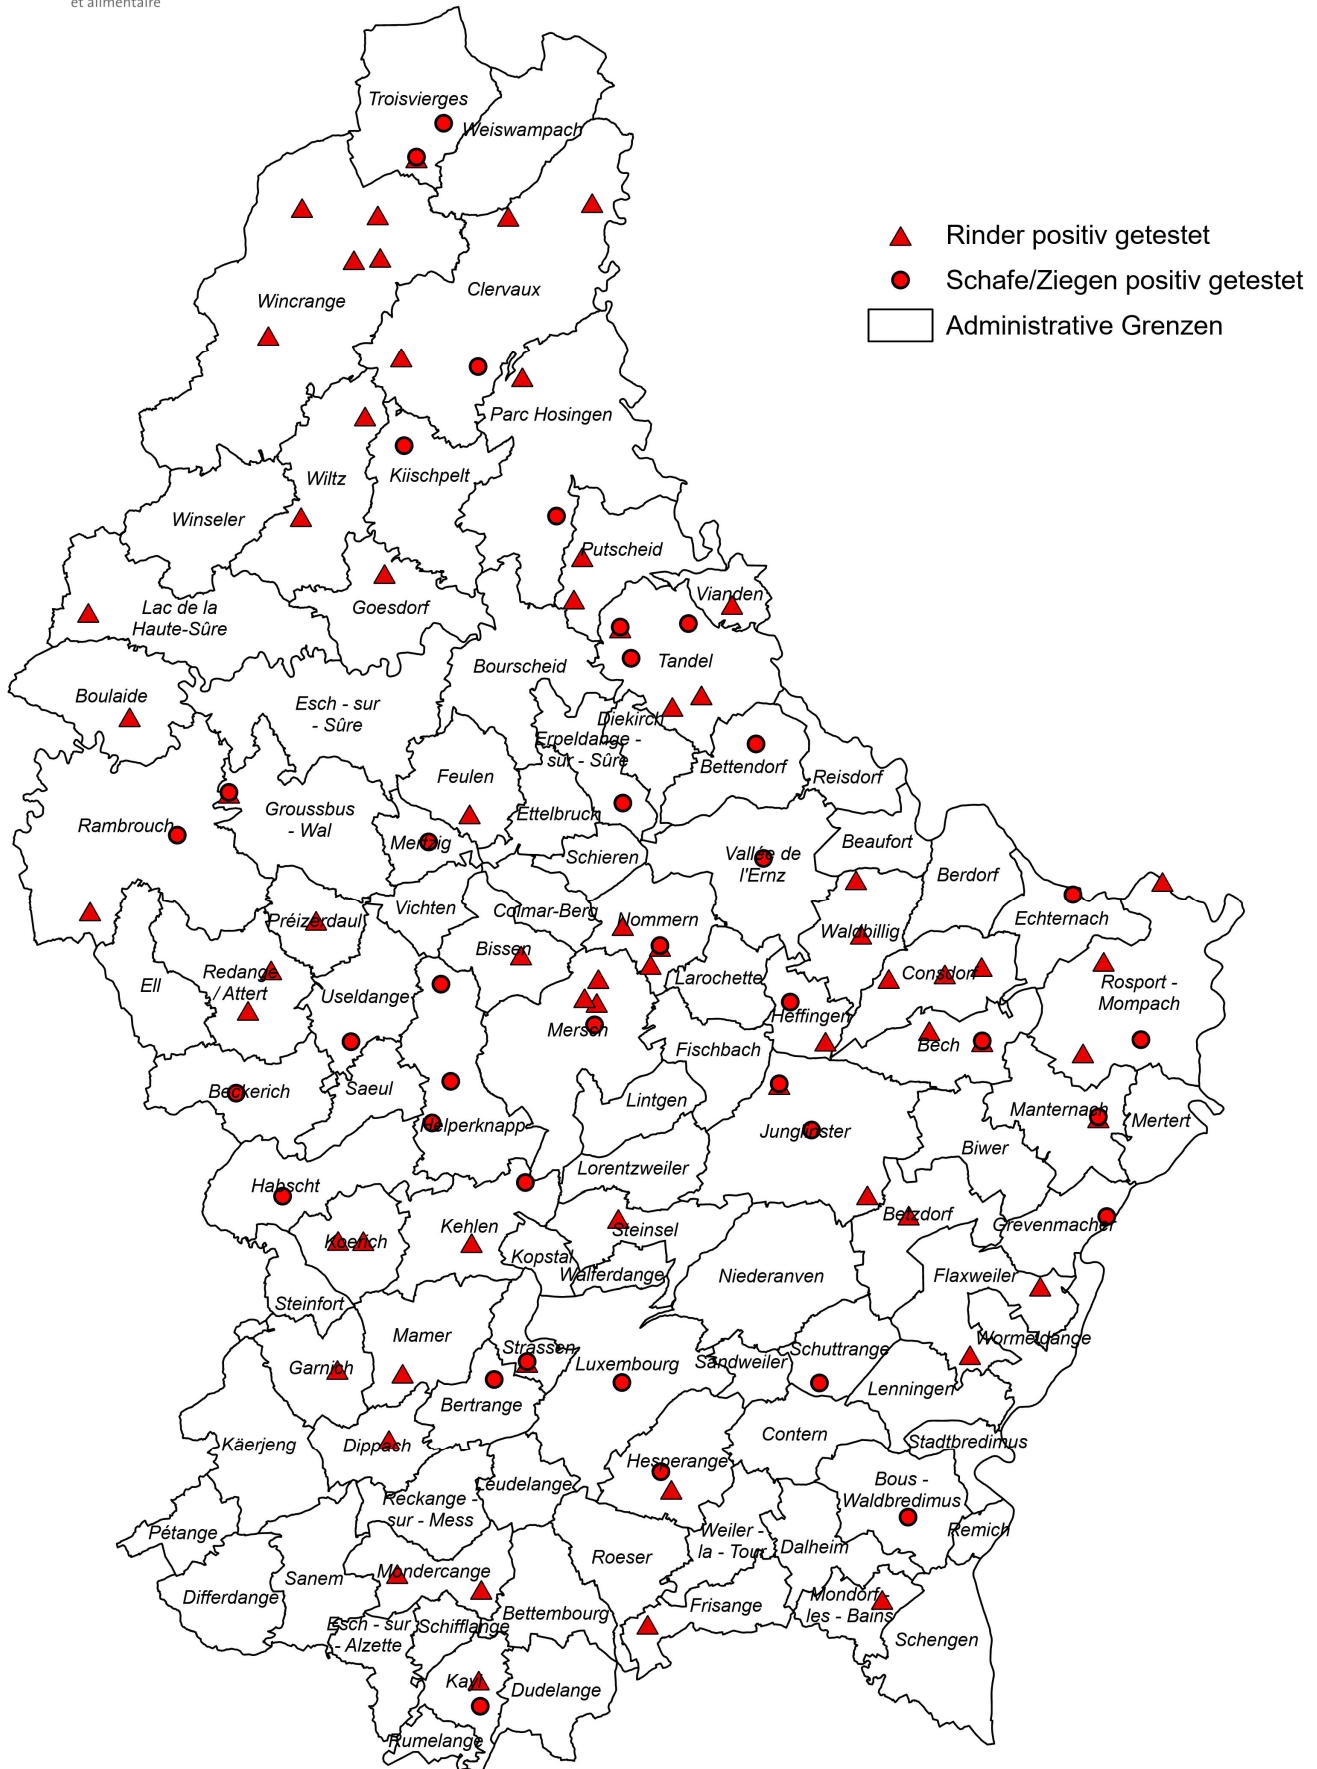 et alimentaire
Troisvierges
Weiswampach
Rinder positiv getestet
Schafe/Ziegen positiv getestet
Administrative Grenzen
Clervaux
Wincrange
Parc Hosingen
Wiltz
Kiischpelt
Winseler
Putscheid
Vianden
Lac de la
Haute-Sûre
Goesdorf
Tandel
Bourscheid
Boulaide
Esch - sur
- Sûre
Diekirch
Erpeldange -
sur - Sûre
Bettendorf
Reisdorf
Feulen
Groussbus
- Wal
Ettelbruck
Rambrouch
Mertzig
Schieren
Vallée de
l'Ernz
Beaufort
Berdorf
Vichten
Colmar-Berg
Nommern
Préizerdaul
Echternach
Waldbillig
Bissen
Redange
/ Attert
Ell
Useldange
Larochette
Consdorf
Rosport -
Mompach
Heffingen
Mersch
Bech
Fischbach
Beckerich
Saeul
Lintgen
Manternach
Mertert
Helperknapp
Junglinster
Biwer
Lorentzweiler
Habscht
Betzdorf
Grevenmacher
Kehlen
Steinsel
Koerich
Kopstal
Walferdange
Niederanven
Flaxweiler
Steinfort
Mamer
Strassen
Wormeldange
Schuttrange
Garnich
Luxembourg
Sandweiler
Lenningen
Bertrange
Contern
Käerjeng
Dippach
Stadtbredimus
Hesperange
Leudelange
Bous -
Waldbredimus
Reckange -
sur - Mess
Pétange
Weiler -
la - Tour
Remich
Dalheim
Roeser
Mondercange
Sanem
Differdange
Mondorf-
les - Bains
Frisange
Bettembourg
Esch - sur
- Alzette
Schifflange
Schengen
Kayl
Dudelange
Rumelange